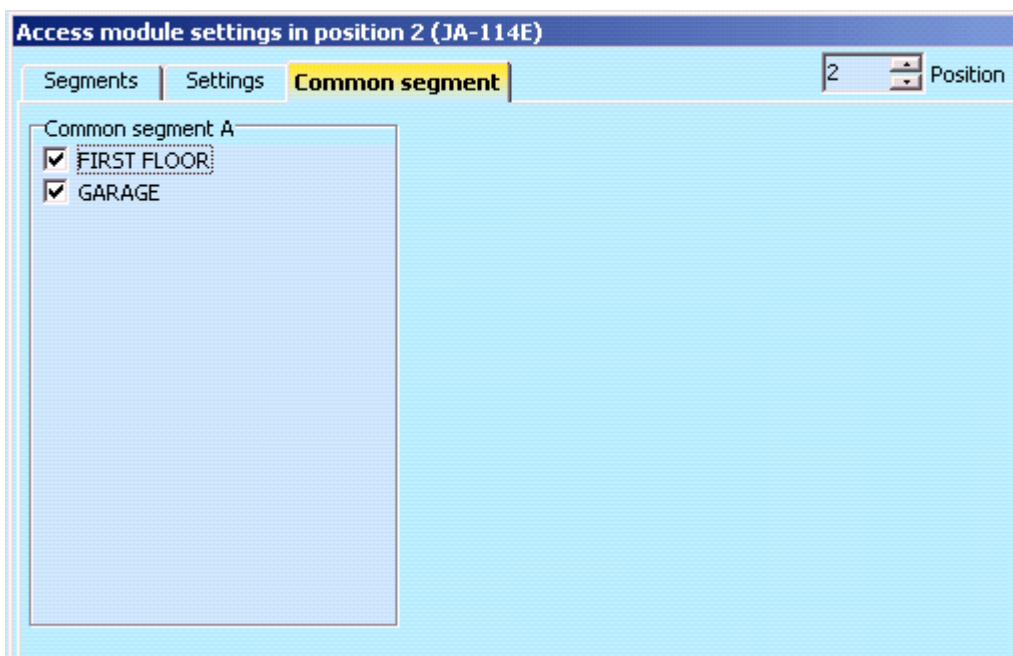 Access module settings in position 2 (JA-114E)
Segments Settings Common segment 2 Position
Common segment A
FIRST FLOOR
GARAGE